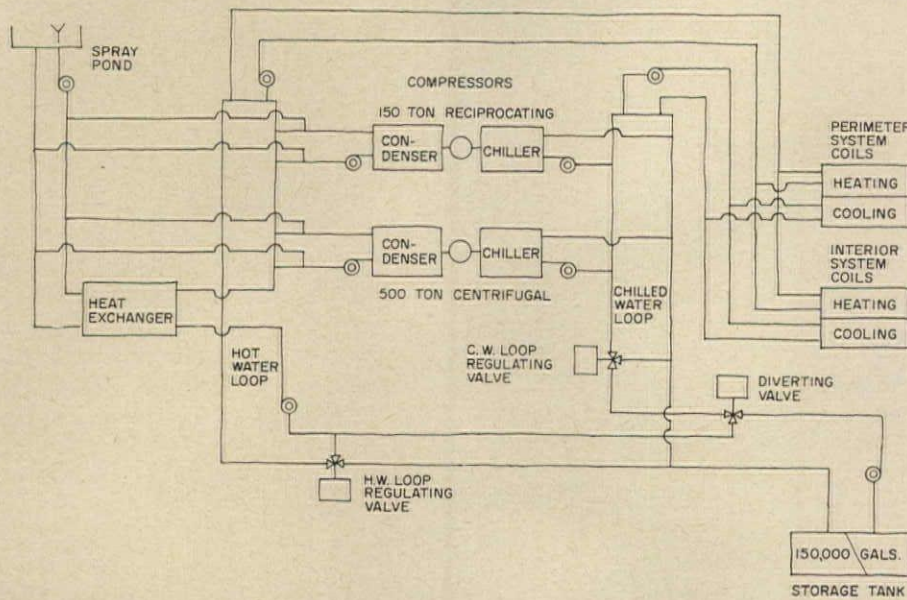 SPRAY
POND
COMPRESSORS
150 TON RECIPROCATING
CON-
DENSER
CHILLER
PERIMETER
SYSTEM
COILS
HEATING
COOLING
CON-
DENSER
CHILLER
500 TON CENTRIFUGAL
INTERIOR
SYSTEM
COILS
HEATING
COOLING
HEAT
EXCHANGER
HOT
WATER
LOOP
CHILLED
WATER
LOOP
C.W. LOOP
REGULATING
VALVE
DIVERTING
VALVE
H.W. LOOP
REGULATING
VALVE
150,000 GALS.
STORAGE TANK